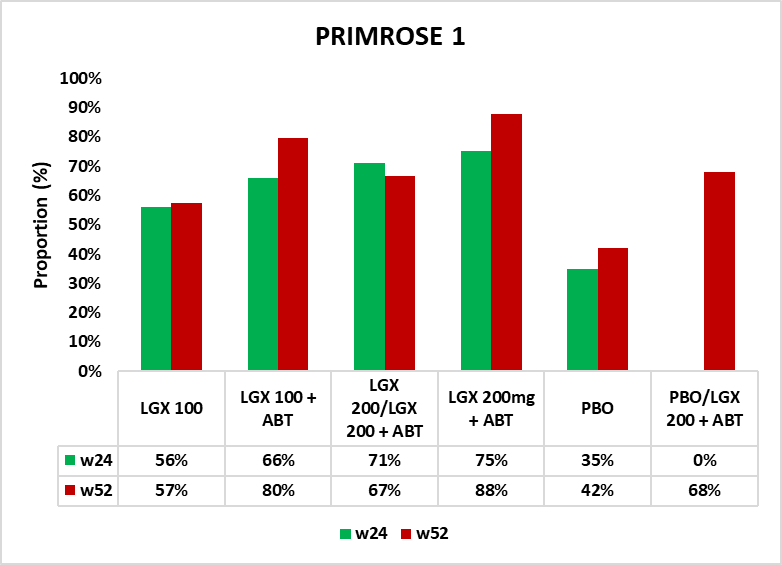 PRIMROSE 1
Proportion (%)
100%
90%
80%
70%
60%
50%
40%
30%
20%
10%
0%
LGX 100
LGX 100 +
ABT
LGX
200/LGX
200 + ABT
LGX 200mg
+ ABT
PBO
PBO/LGX
200 + ABT
w24 56% 66% 71% 75% 35% 0%
w52 57% 80% 67% 88% 42% 68%
w24 w52